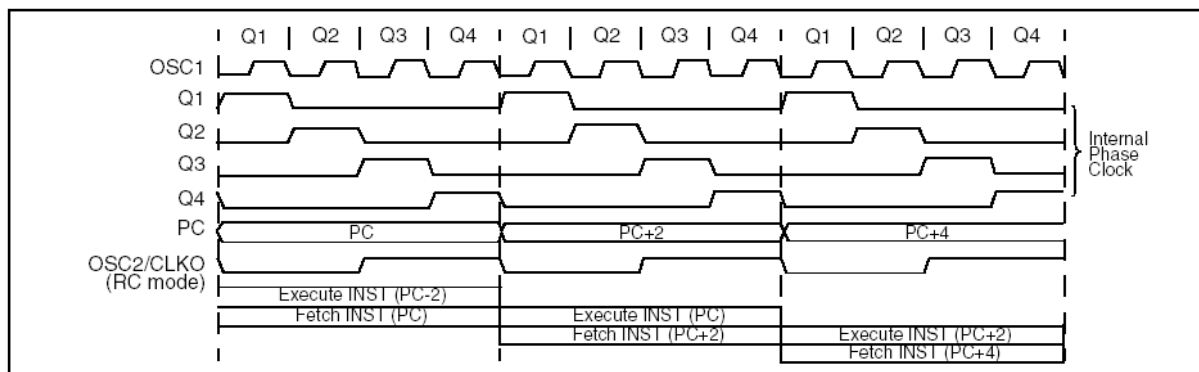 Q1 | Q2 | Q3 | Q4 | Q1 | Q2 | Q3 | Q4 | Q1 | Q2 | Q3 | Q4
OSC1
Q1
Q2
Q3
Q4
Internal
Phase
Clock
PC
PC
PC+2
PC+4
OSC2/CLKO
(RC mode)
Execute INST (PC-2)
Fetch INST (PC)
Execute INST (PC)
Fetch INST (PC+2)
Execute INST (PC+2)
Fetch INST (PC+4)